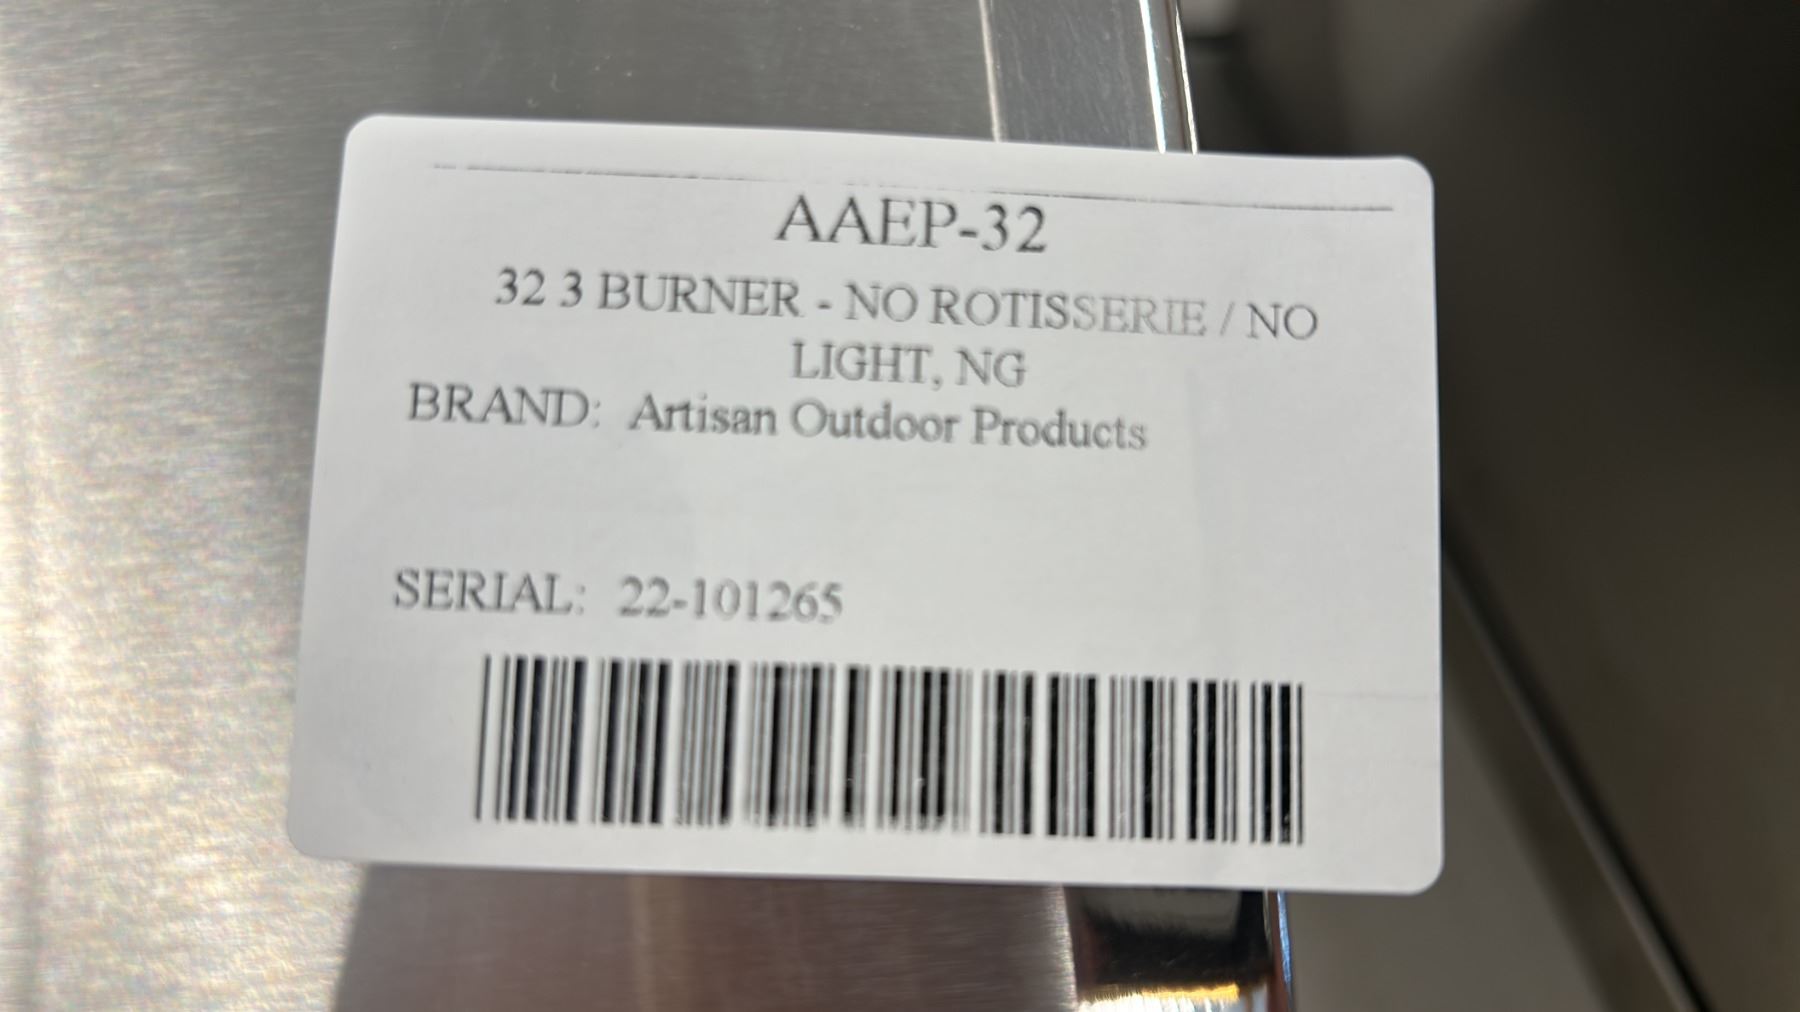 AAEP-32
32 3 BURNER - NO ROTISSERIE / NO
LIGHT, NG
BRAND: Artisan Outdoor Products
SERIAL: 22-101265